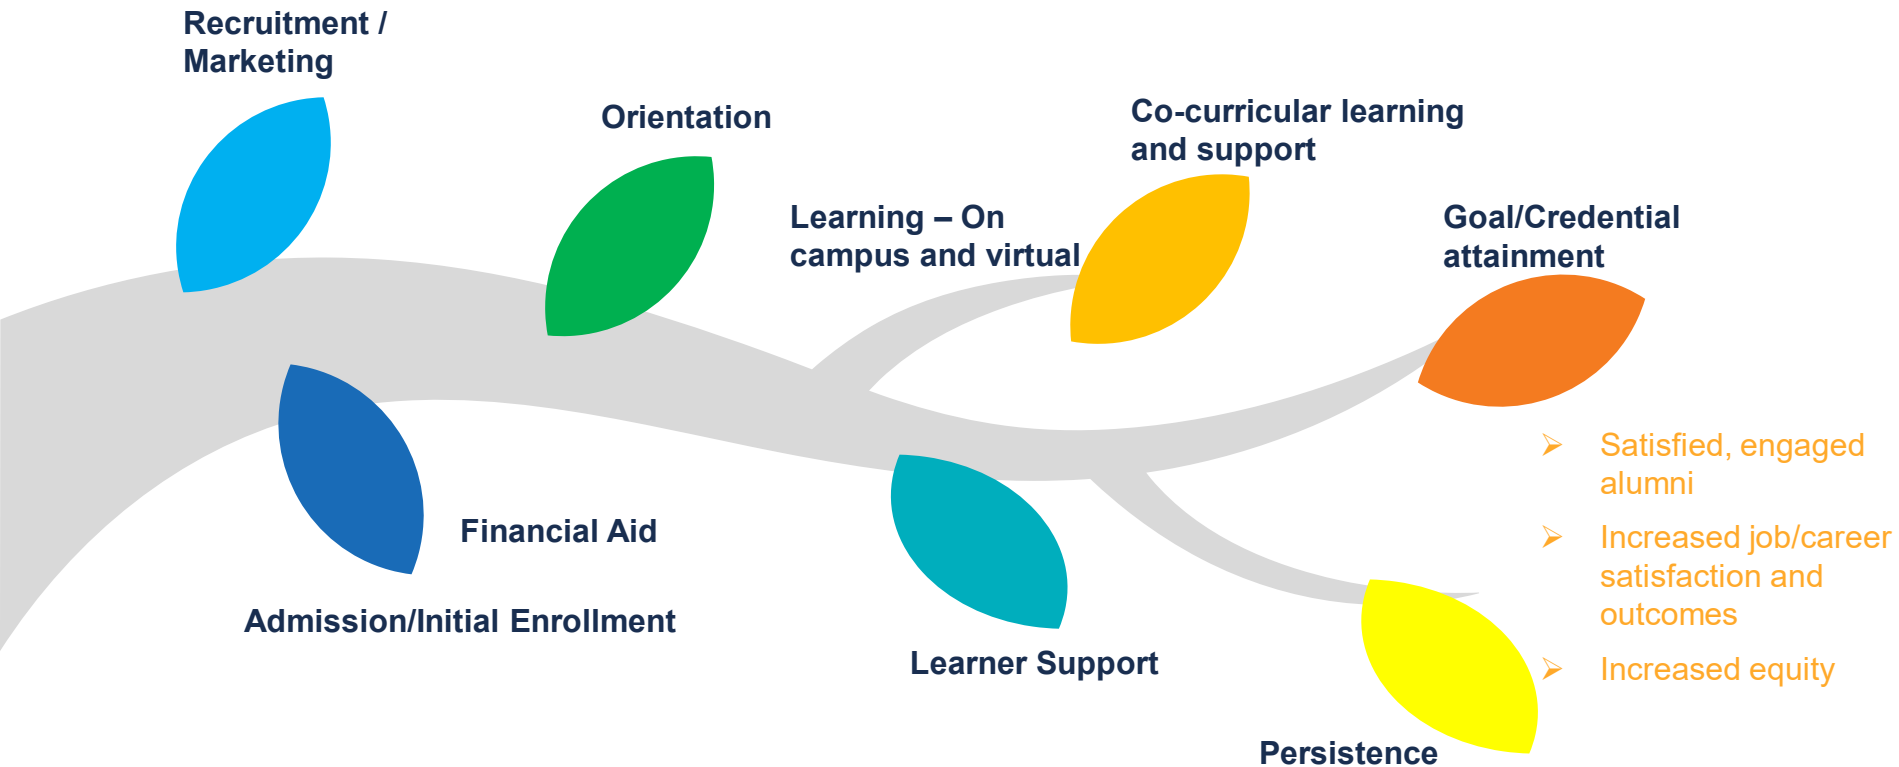 Recruitment /
Marketing
Orientation
Co-curricular learning
and support
Learning – On
campus and virtual
Goal/Credential
attainment
➢ Satisfied, engaged
alumni
➢ Increased job/career
satisfaction and
outcomes
➢ Increased equity
Financial Aid
Admission/Initial Enrollment
Learner Support
Persistence